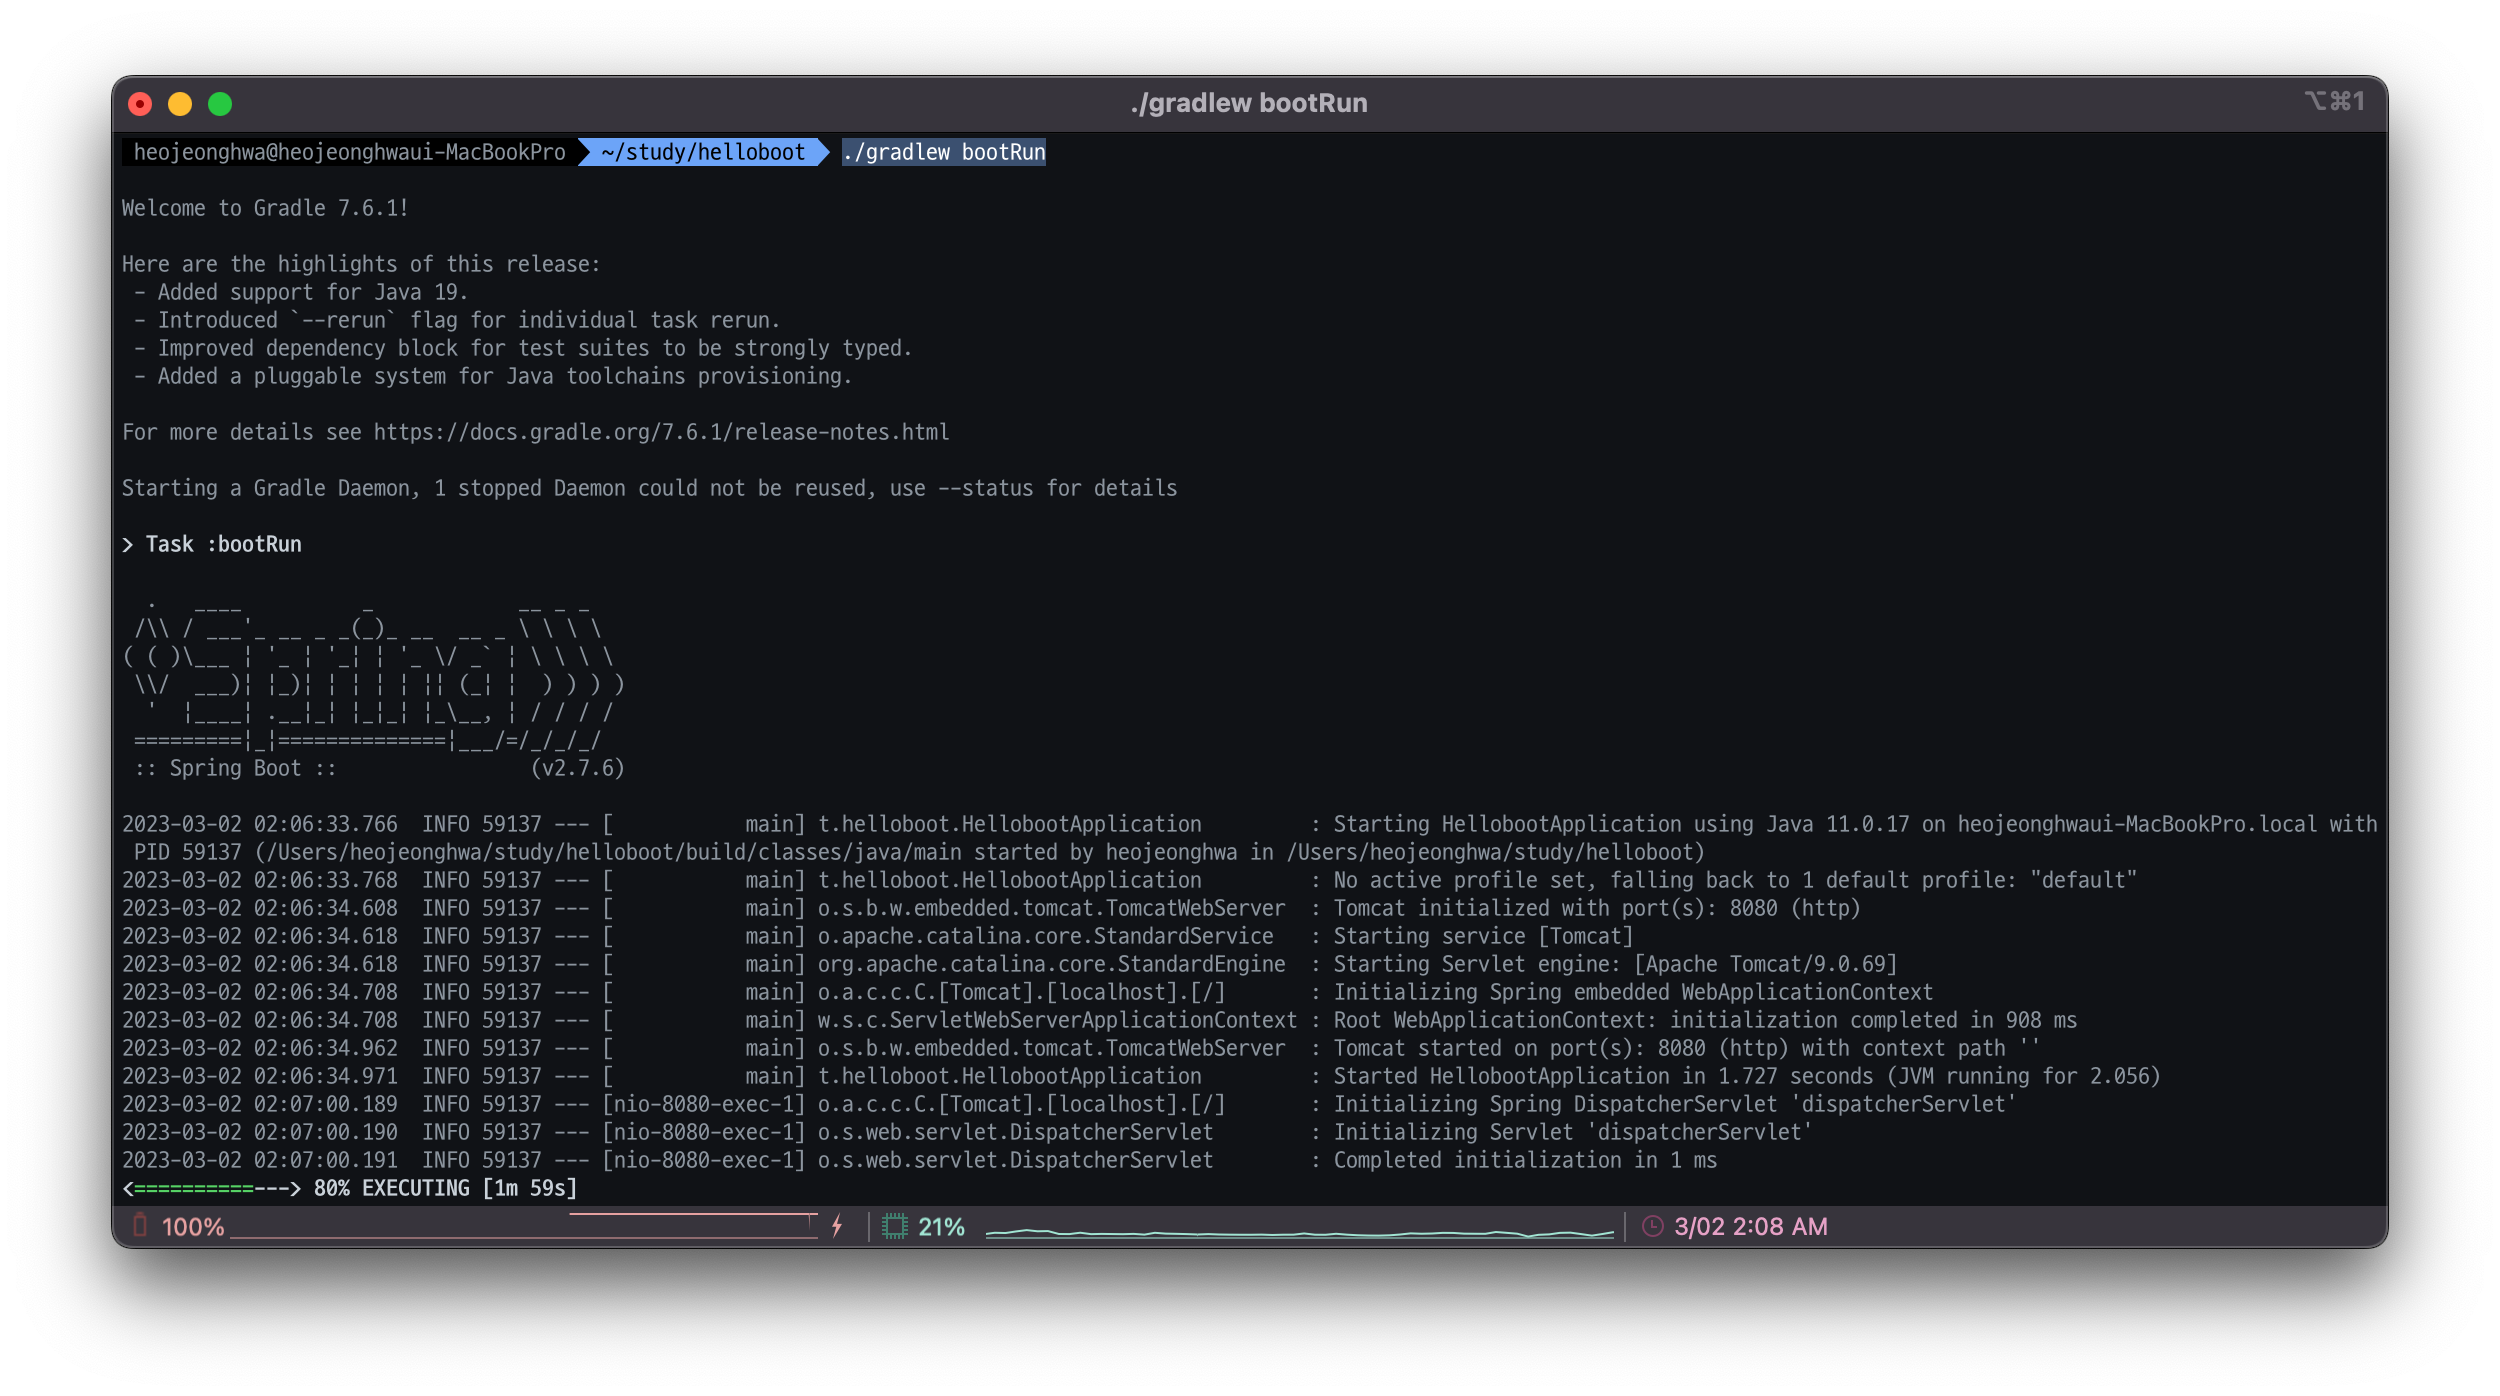 ./gradlew bootRun
⌥⌘1
heojeonghwa@heojeonghwaui-MacBookPro ~/study/helloboot ./gradlew bootRun
Welcome to Gradle 7.6.1!
Here are the highlights of this release:
 - Added support for Java 19.
 - Introduced `--rerun` flag for individual task rerun.
 - Improved dependency block for test suites to be strongly typed.
 - Added a pluggable system for Java toolchains provisioning.
For more details see https://docs.gradle.org/7.6.1/release-notes.html
Starting a Gradle Daemon, 1 stopped Daemon could not be reused, use --status for details
> Task :bootRun
  .   ____          _            __ _ _
 /\\ / ___'_ __ _ _(_)_ __  __ _ \ \ \ \
( ( )\___ | '_ | '_| | '_ \/ _` | \ \ \ \
 \\/  ___)| |_)| | | | | || (_| |  ) ) ) )
  '  |____| .__|_| |_|_| |_\__, | / / / /
 =========|_|==============|___/=/_/_/_/
 :: Spring Boot ::                (v2.7.6)
2023-03-02 02:06:33.766  INFO 59137 --- [           main] t.helloboot.HellobootApplication         : Starting HellobootApplication using Java 11.0.17 on heojeonghwaui-MacBookPro.local with
 PID 59137 (/Users/heojeonghwa/study/helloboot/build/classes/java/main started by heojeonghwa in /Users/heojeonghwa/study/helloboot)
2023-03-02 02:06:33.768  INFO 59137 --- [           main] t.helloboot.HellobootApplication         : No active profile set, falling back to 1 default profile: "default"
2023-03-02 02:06:34.608  INFO 59137 --- [           main] o.s.b.w.embedded.tomcat.TomcatWebServer  : Tomcat initialized with port(s): 8080 (http)
2023-03-02 02:06:34.618  INFO 59137 --- [           main] o.apache.catalina.core.StandardService   : Starting service [Tomcat]
2023-03-02 02:06:34.618  INFO 59137 --- [           main] org.apache.catalina.core.StandardEngine  : Starting Servlet engine: [Apache Tomcat/9.0.69]
2023-03-02 02:06:34.708  INFO 59137 --- [           main] o.a.c.c.C.[Tomcat].[localhost].[/]       : Initializing Spring embedded WebApplicationContext
2023-03-02 02:06:34.708  INFO 59137 --- [           main] w.s.c.ServletWebServerApplicationContext : Root WebApplicationContext: initialization completed in 908 ms
2023-03-02 02:06:34.962  INFO 59137 --- [           main] o.s.b.w.embedded.tomcat.TomcatWebServer  : Tomcat started on port(s): 8080 (http) with context path ''
2023-03-02 02:06:34.971  INFO 59137 --- [           main] t.helloboot.HellobootApplication         : Started HellobootApplication in 1.727 seconds (JVM running for 2.056)
2023-03-02 02:07:00.189  INFO 59137 --- [nio-8080-exec-1] o.a.c.c.C.[Tomcat].[localhost].[/]       : Initializing Spring DispatcherServlet 'dispatcherServlet'
2023-03-02 02:07:00.190  INFO 59137 --- [nio-8080-exec-1] o.s.web.servlet.DispatcherServlet        : Initializing Servlet 'dispatcherServlet'
2023-03-02 02:07:00.191  INFO 59137 --- [nio-8080-exec-1] o.s.web.servlet.DispatcherServlet        : Completed initialization in 1 ms
<==========---> 80% EXECUTING [1m 59s]
100% 21% 3/02 2:08 AM